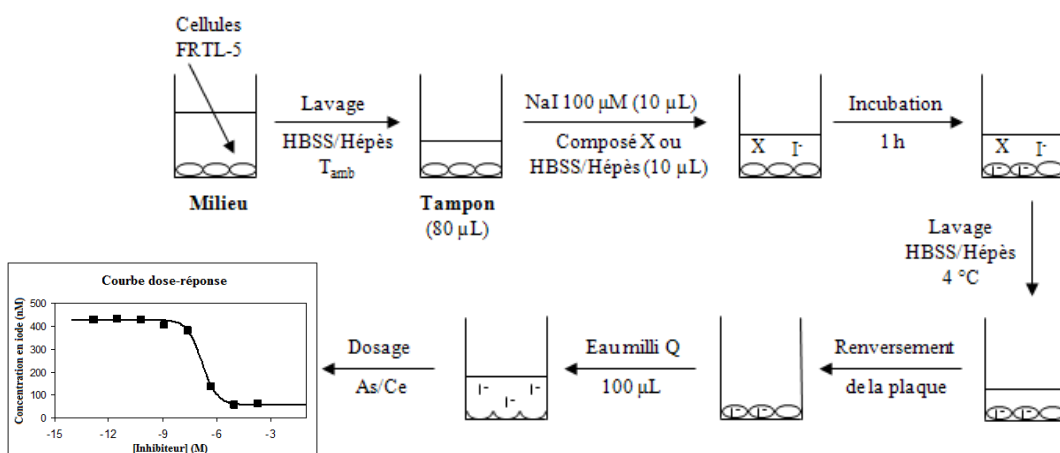 Cellules
FRTL-5
Lavage
HBSS/Hépès
Tamb
Milieu
Tampon
(80 µL)
NaI 100 µM (10 µL)
Composé X ou
HBSS/Hépès (10 µL)
X I-
Incubation
1 h
X I-
I- I-
Lavage
HBSS/Hépès
4 °C
I- I-
Renversement
de la plaque
I- I-
Eau milli Q
100 µL
I- I-
I- I-
Dosage
As/Ce
Courbe dose-réponse
Concentration en iode (nM)
500
400
300
200
100
0
-15 -12 -9 -6 -3
[Inhibiteur] (M)